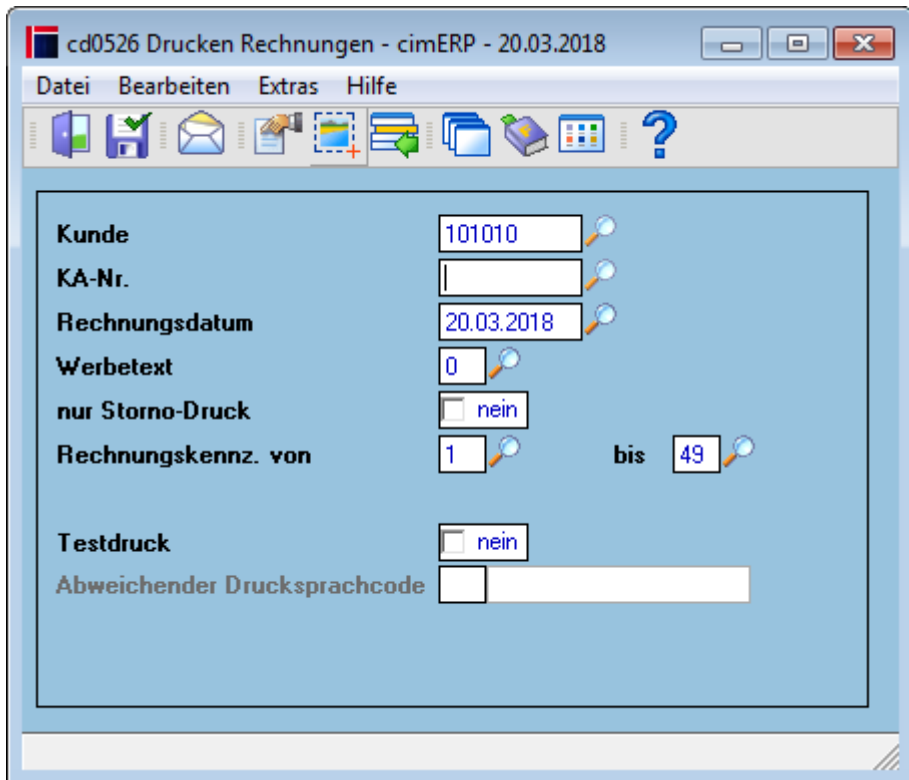 cd0526 Drucken Rechnungen - cimERP - 20.03.2018
Datei Bearbeiten Extras Hilfe
Kunde 101010
KA-Nr.
Rechnungsdatum 20.03.2018
Werbetext 0
nur Storno-Druck nein
Rechnungskennz. von 1 bis 49
Testdruck nein
Abweichender Drucksprachcode